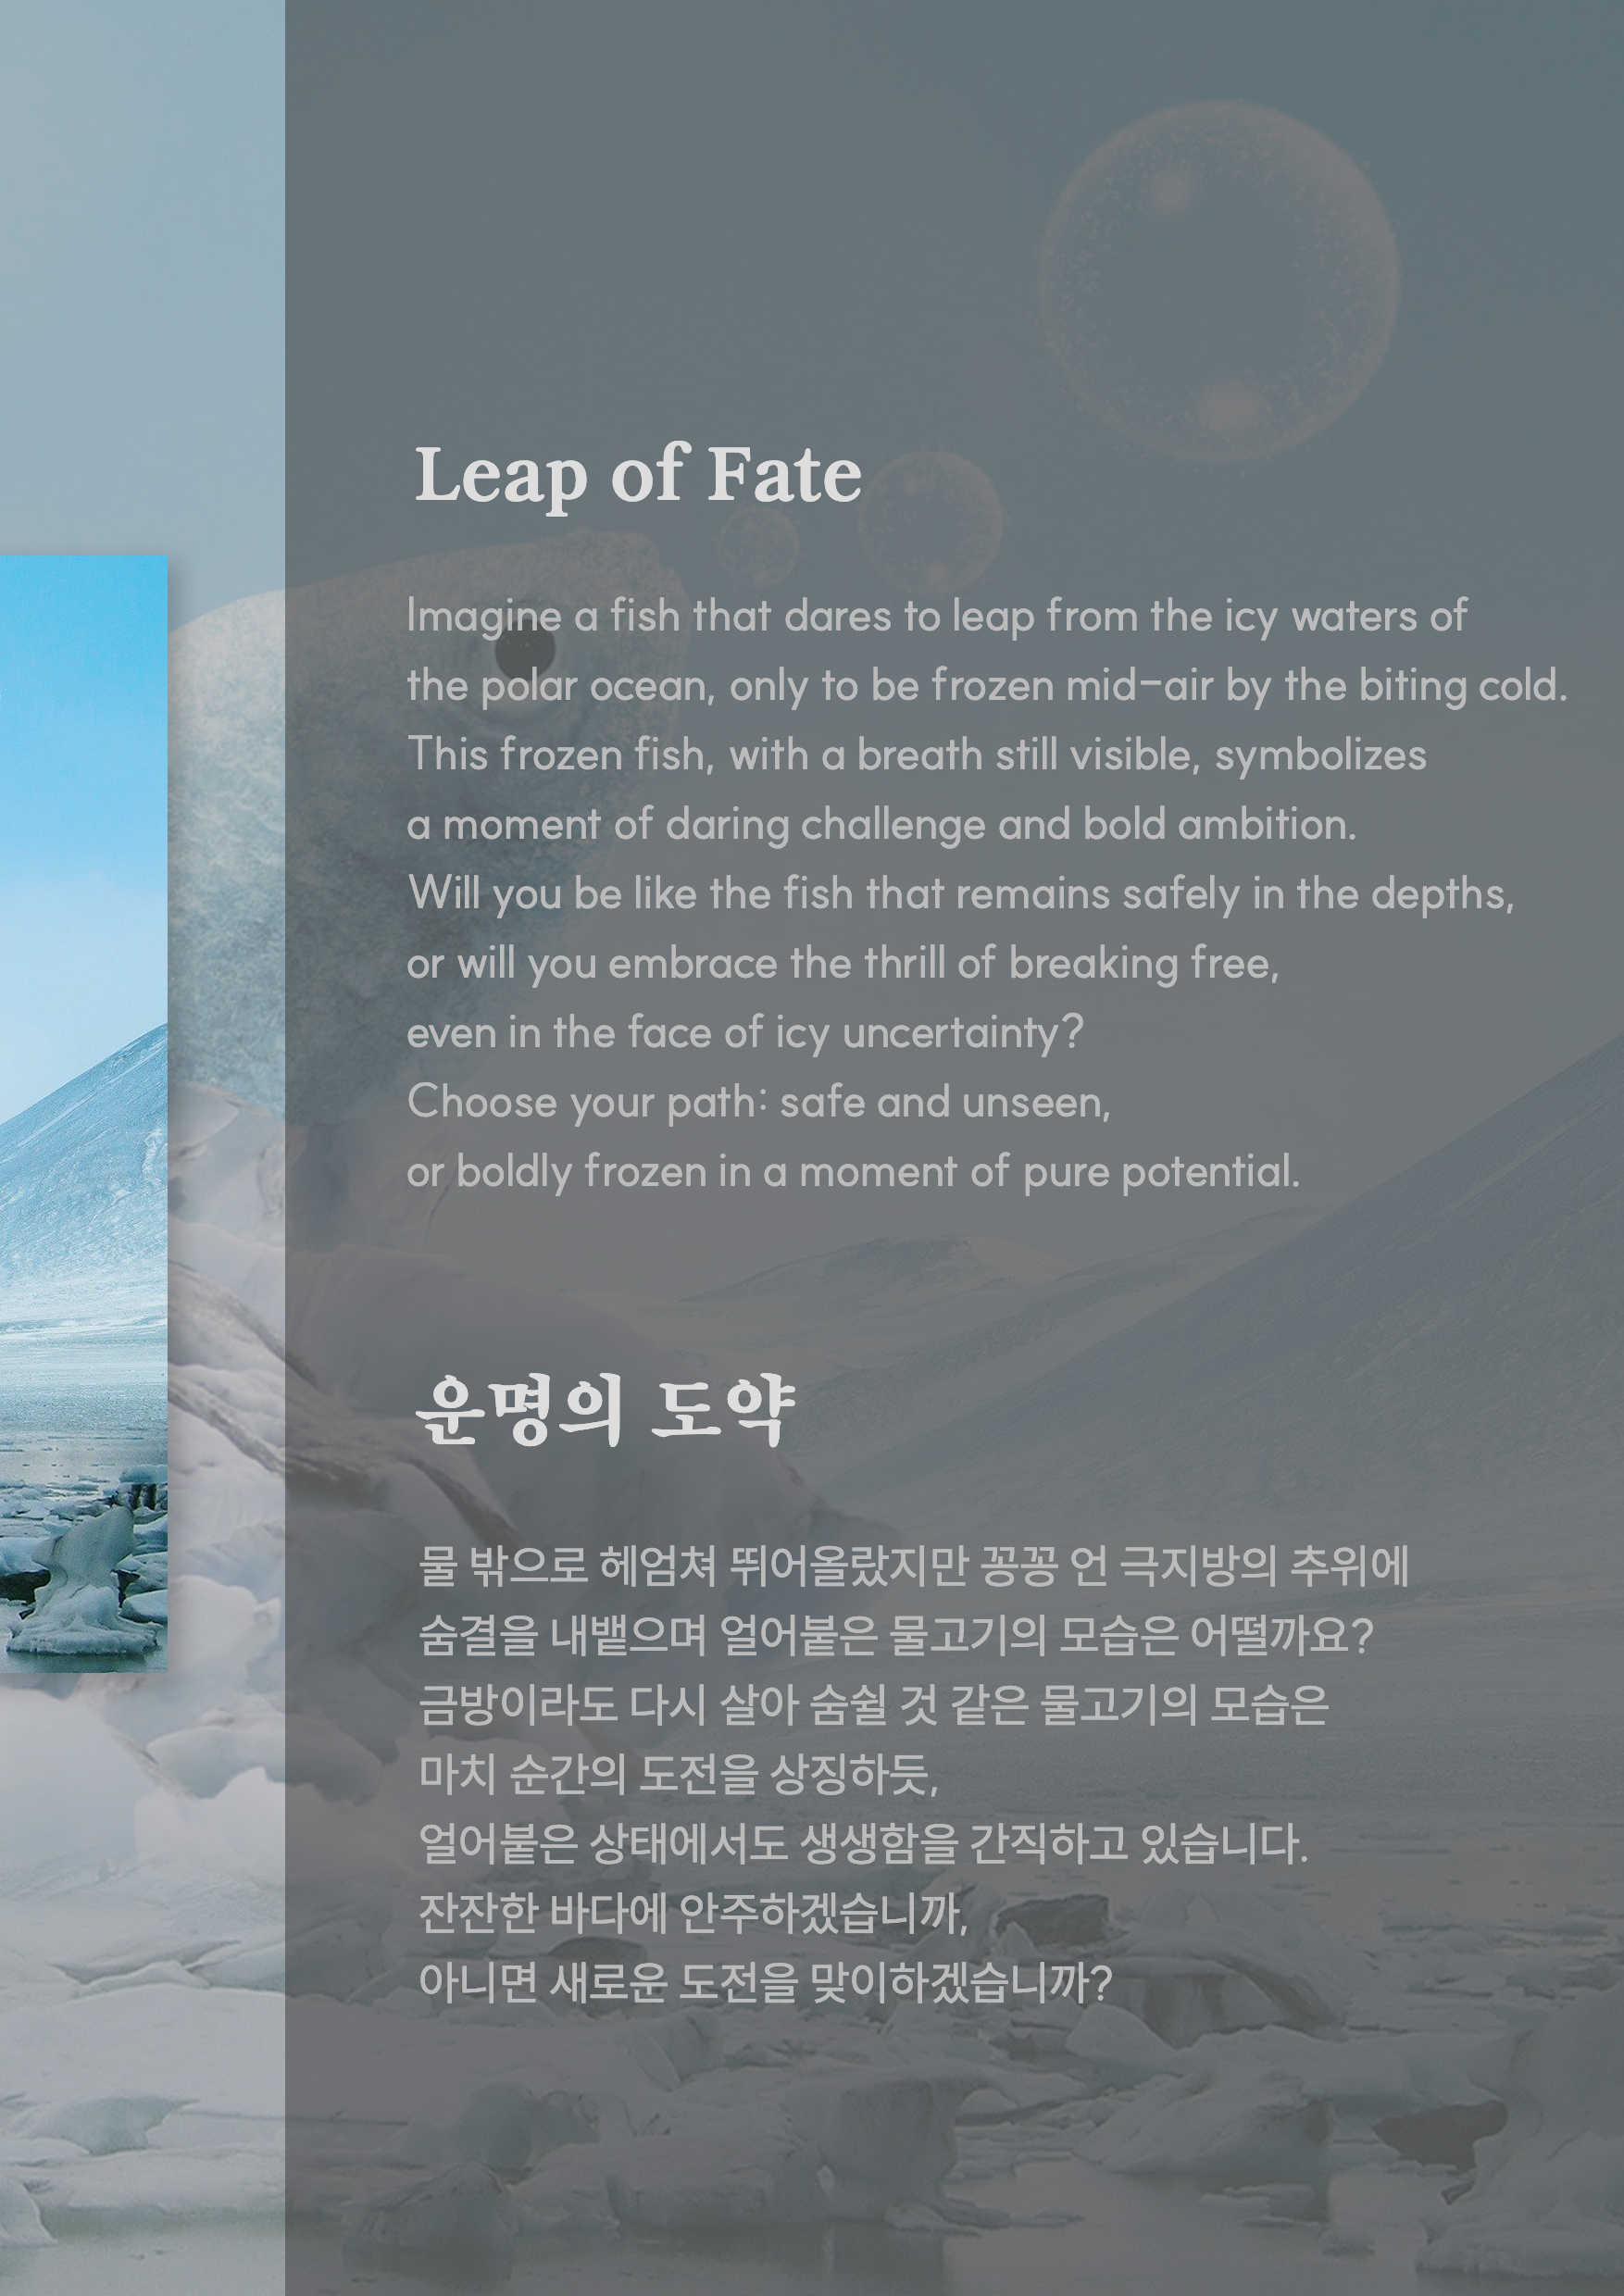 Leap of Fate
Imagine a fish that dares to leap from the icy waters of
the polar ocean, only to be frozen mid-air by the biting cold.
This frozen fish, with a breath still visible, symbolizes
a moment of daring challenge and bold ambition.
Will you be like the fish that remains safely in the depths,
or will you embrace the thrill of breaking free,
even in the face of icy uncertainty?
Choose your path: safe and unseen,
or boldly frozen in a moment of pure potential.
운명의 도약
물 밖으로 헤엄쳐 뛰어올랐지만 꽁꽁 언 극지방의 추위에
숨결을 내뱉으며 얼어붙은 물고기의 모습은 어떨까요?
금방이라도 다시 살아 숨쉴 것 같은 물고기의 모습은
마치 순간의 도전을 상징하듯,
얼어붙은 상태에서도 생생함을 간직하고 있습니다.
잔잔한 바다에 안주하겠습니까,
아니면 새로운 도전을 맞이하겠습니까?